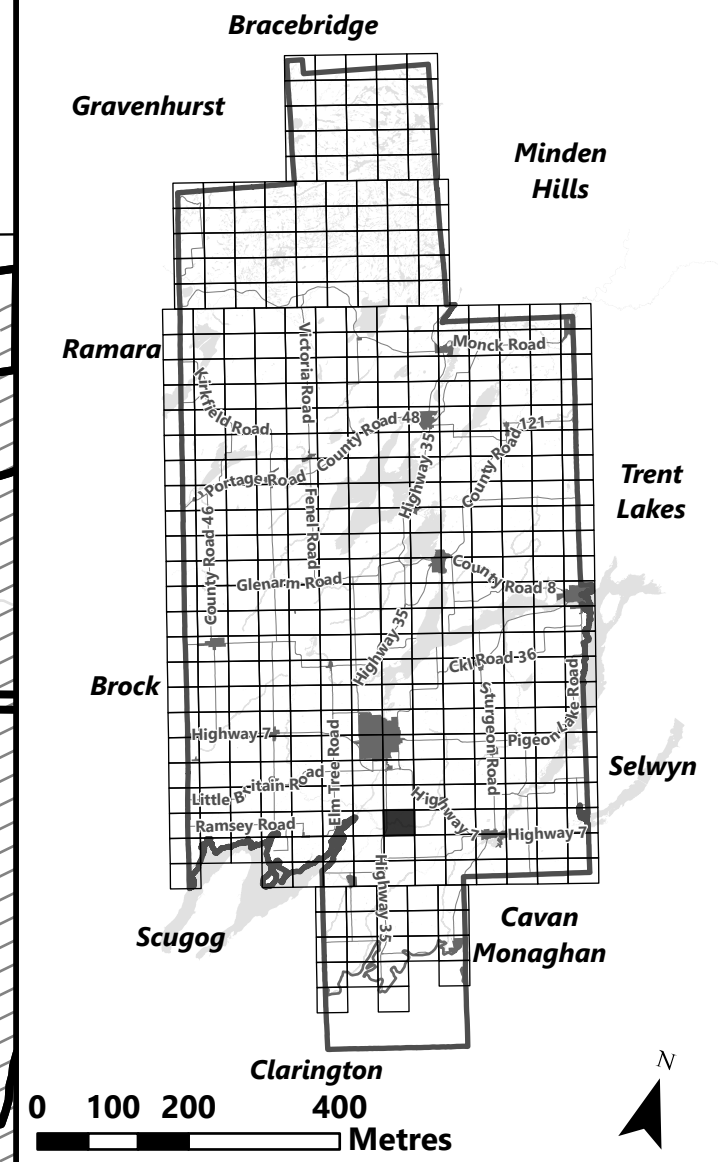 Bracebridge
Gravenhurst
Minden
Hills
Ramara
Monck Road
Victoria Road
Kirkfield Road
County Road 48
County Road 121
Highway 35
Portage Road
Trent
Lakes
Fenel Road
County Road 46
Glenarm Road
County Road 8
Highway 35
Ckl Road 36
Brock
Sturgeon Road
Pigeon Lake Road
Highway 7
Elm Tree Road
Selwyn
Little Britain Road
Highway 7
Ramsey Road
Highway 7
Highway 35
Scugog
Cavan
Monaghan
Clarington
N
0 100 200 400
Metres